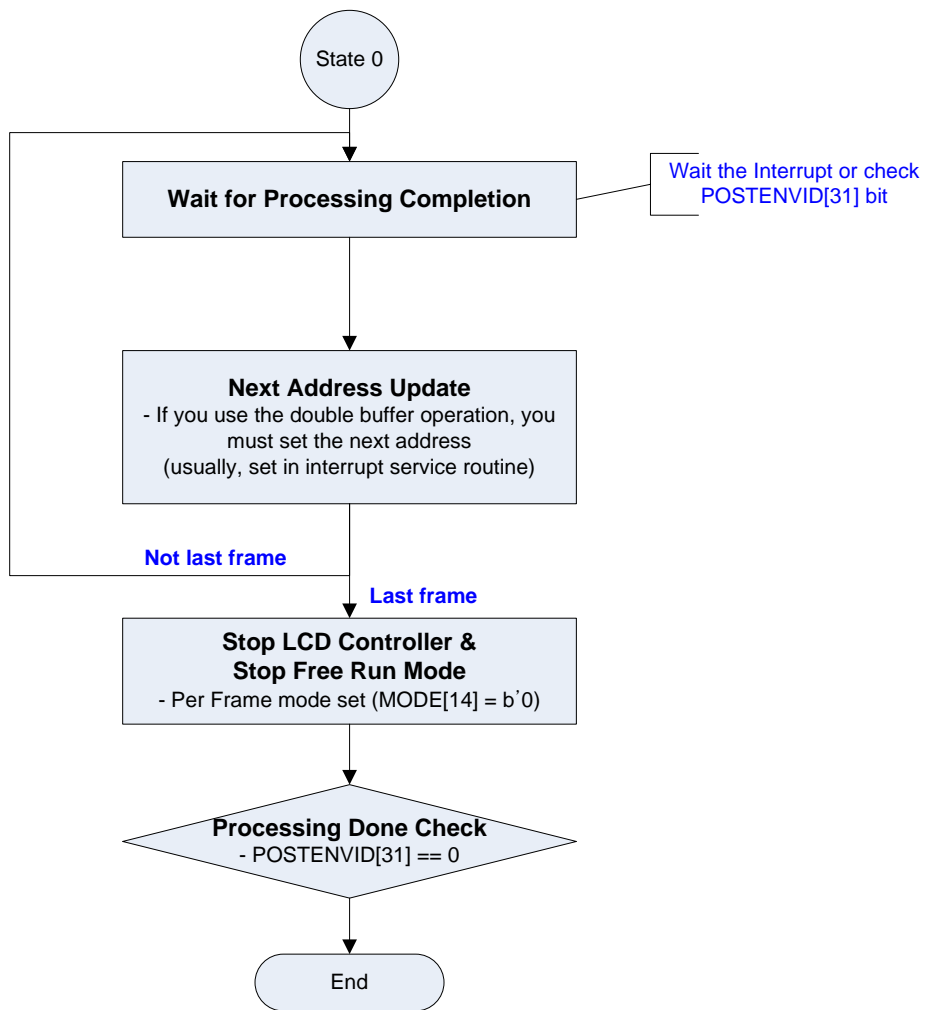 State 0
Wait for Processing Completion
Wait the Interrupt or check
POSTENVID[31] bit
Next Address Update
- If you use the double buffer operation, you
must set the next address
(usually, set in interrupt service routine)
Not last frame
Last frame
Stop LCD Controller &
Stop Free Run Mode
- Per Frame mode set (MODE[14] = b’0)
Processing Done Check
- POSTENVID[31] == 0
End